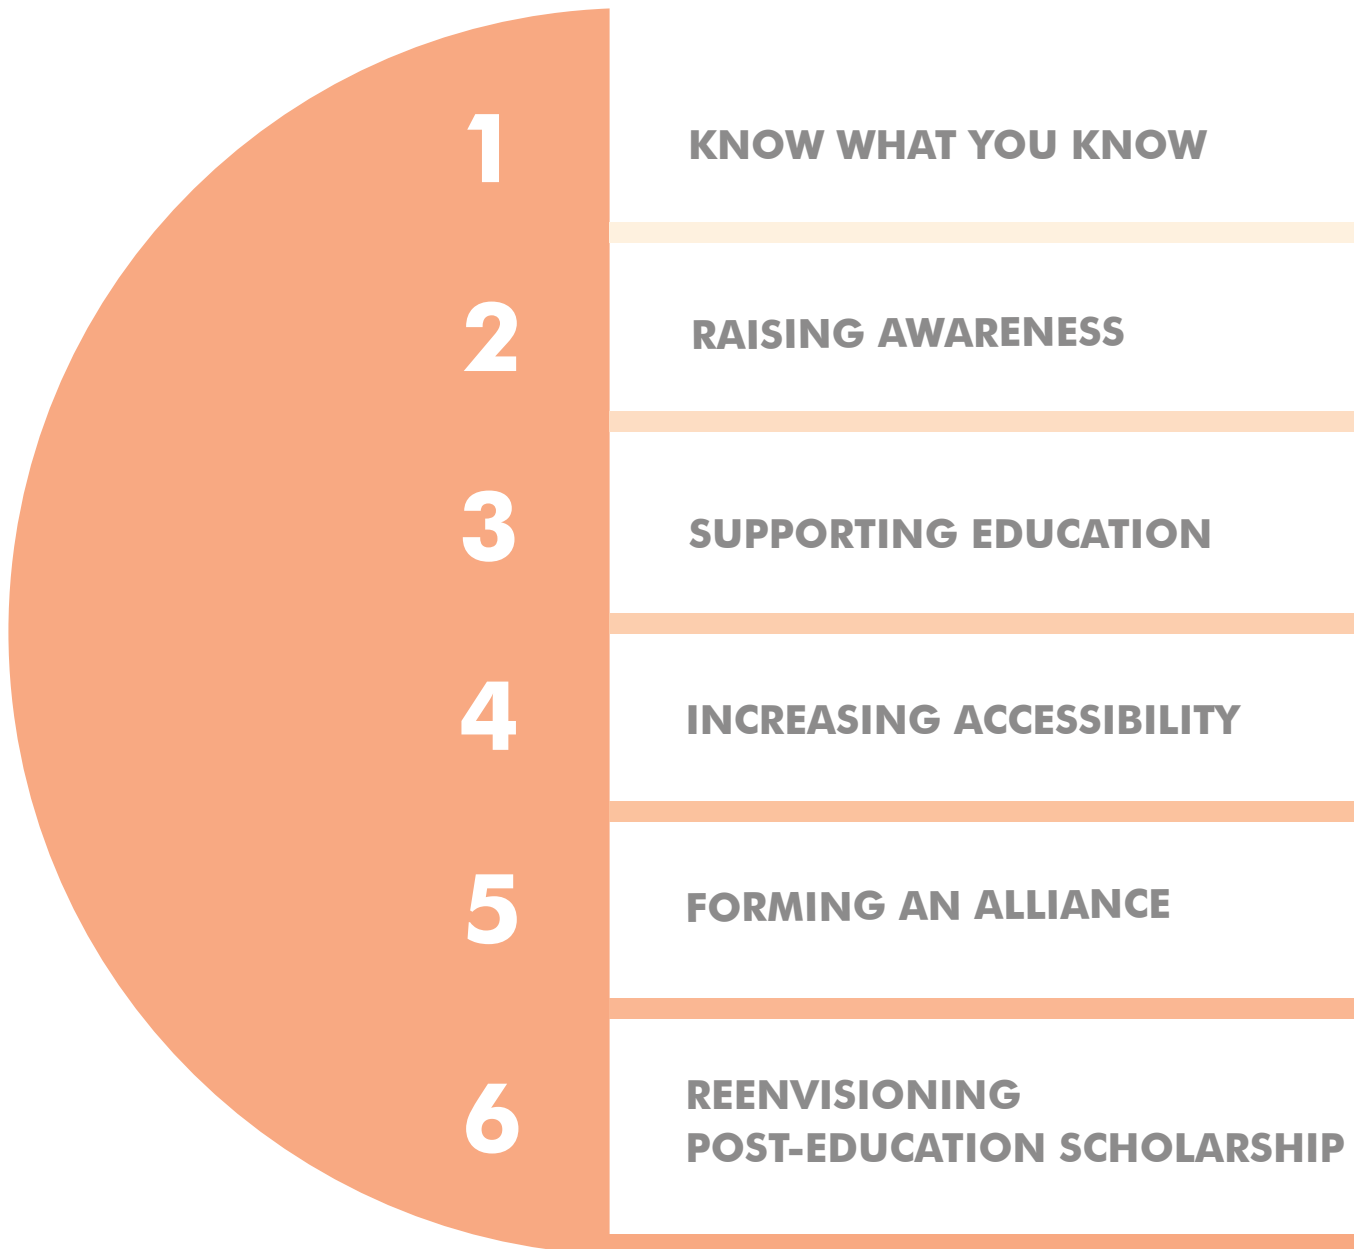 1 KNOW WHAT YOU KNOW
2 RAISING AWARENESS
3 SUPPORTING EDUCATION
4 INCREASING ACCESSIBILITY
5 FORMING AN ALLIANCE
6 REENVISIONING
POST-EDUCATION SCHOLARSHIP